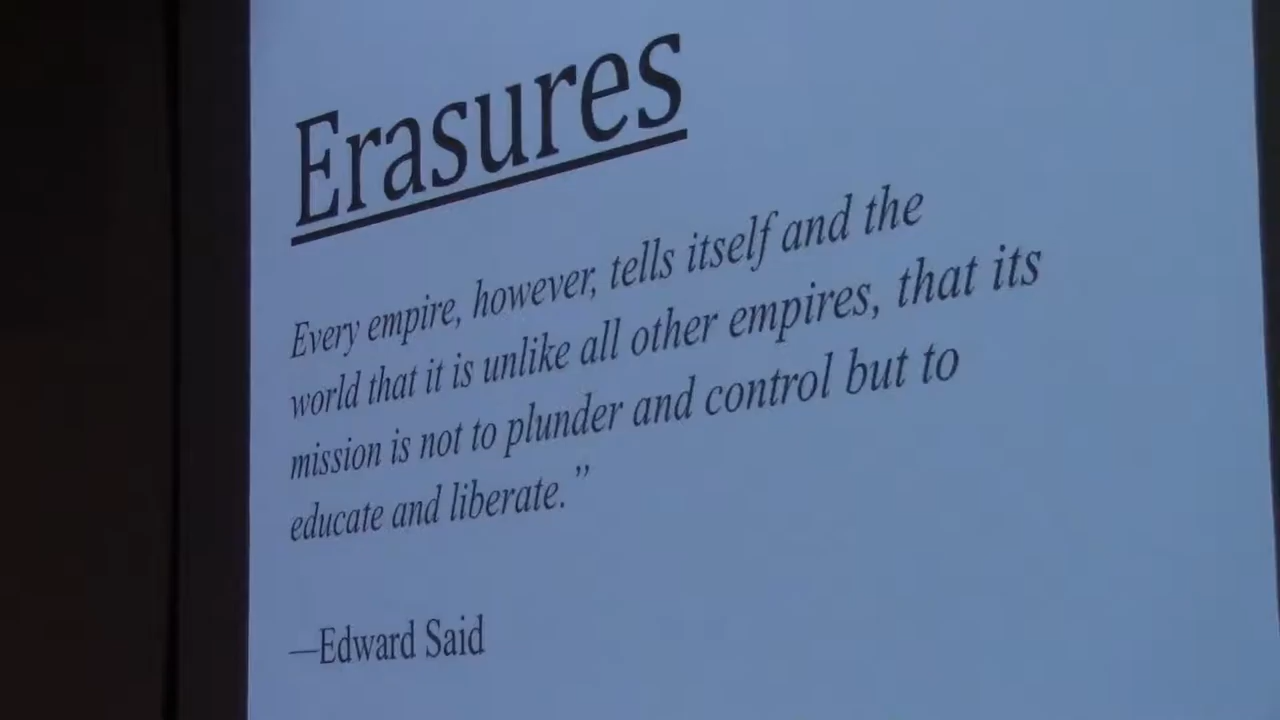 Erasures
Every empire, however, tells itself and the
world that it is unlike all other empires, that its
mission is not to plunder and control but to
educate and liberate.”
—Edward Said